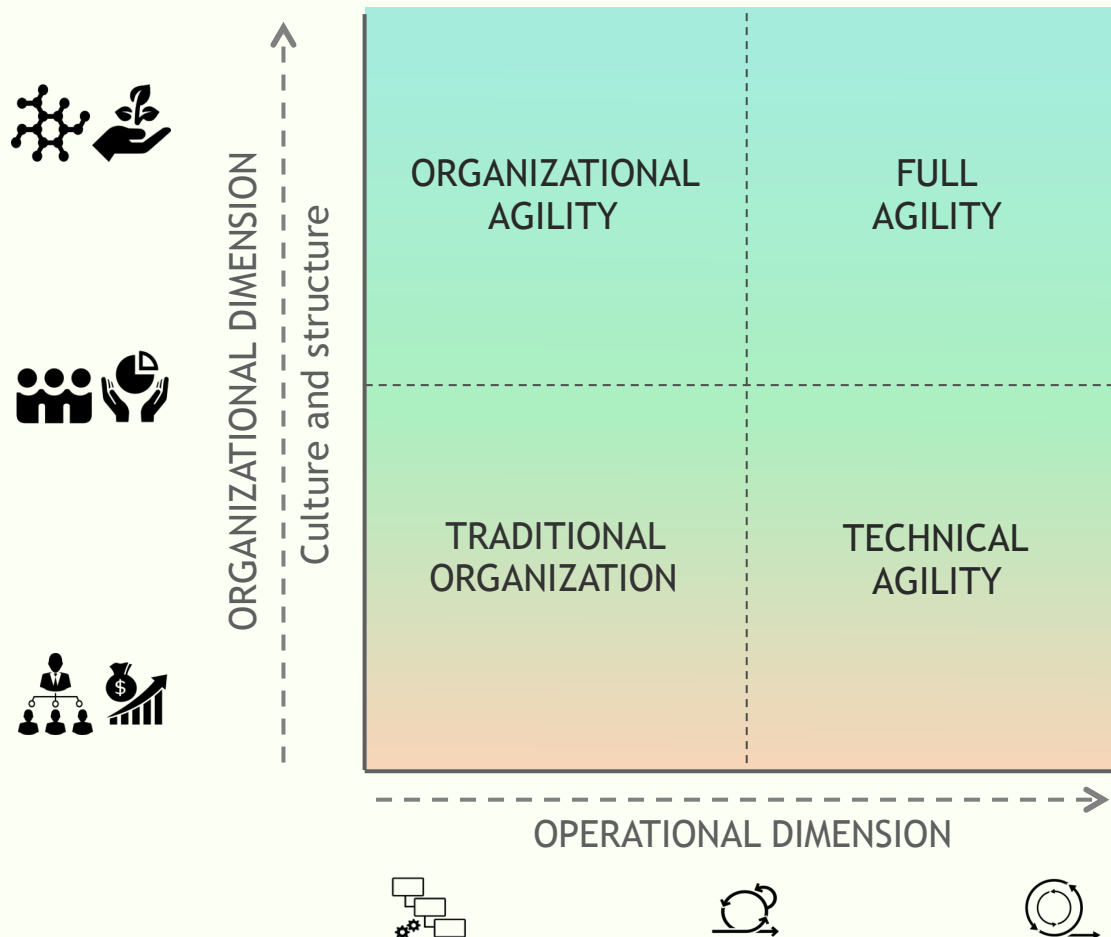 ORGANIZATIONAL DIMENSION
Culture and structure
ORGANIZATIONAL
AGILITY
FULL
AGILITY
TRADITIONAL
ORGANIZATION
TECHNICAL
AGILITY
$
OPERATIONAL DIMENSION